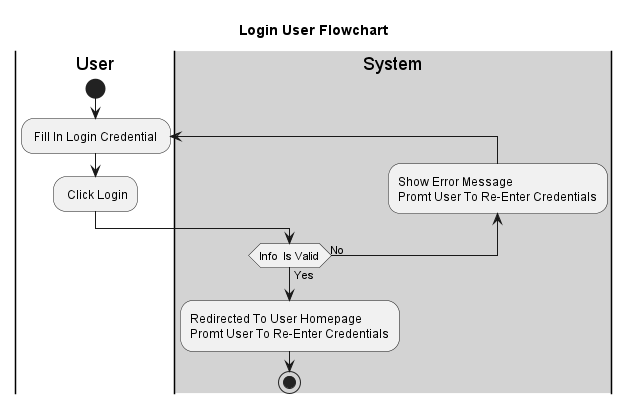 Login User Flowchart
User
System
Fill In Login Credential
Click Login
Show Error Message
Promt User To Re-Enter Credentials
Info Is Valid
No
Yes
Redirected To User Homepage
Promt User To Re-Enter Credentials